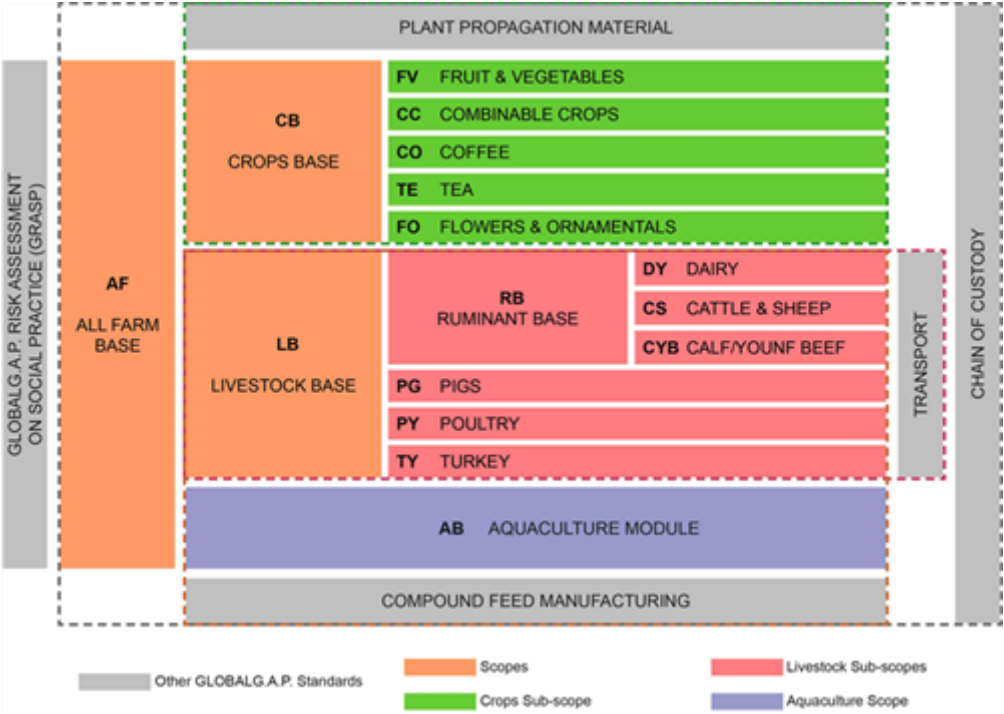 PLANT PROPAGATION MATERIAL
GLOBALG.A.P. RISK ASSESSMENT
ON SOCIAL PRACTICE (GRASP)
AF
ALL FARM
BASE
CB
CROPS BASE
FV FRUIT & VEGETABLES
CC COMBINABLE CROPS
CO COFFEE
TE TEA
FO FLOWERS & ORNAMENTALS
LB
LIVESTOCK BASE
RB
RUMINANT BASE
DY DAIRY
CS CATTLE & SHEEP
CYB CALF/YOUNF BEEF
PG PIGS
PY POULTRY
TY TURKEY
TRANSPORT
CHAIN OF CUSTODY
AB AQUACULTURE MODULE
COMPOUND FEED MANUFACTURING
Other GLOBALG.A.P. Standards
Scopes
Crops Sub-scope
Livestock Sub-scopes
Aquaculture Scope